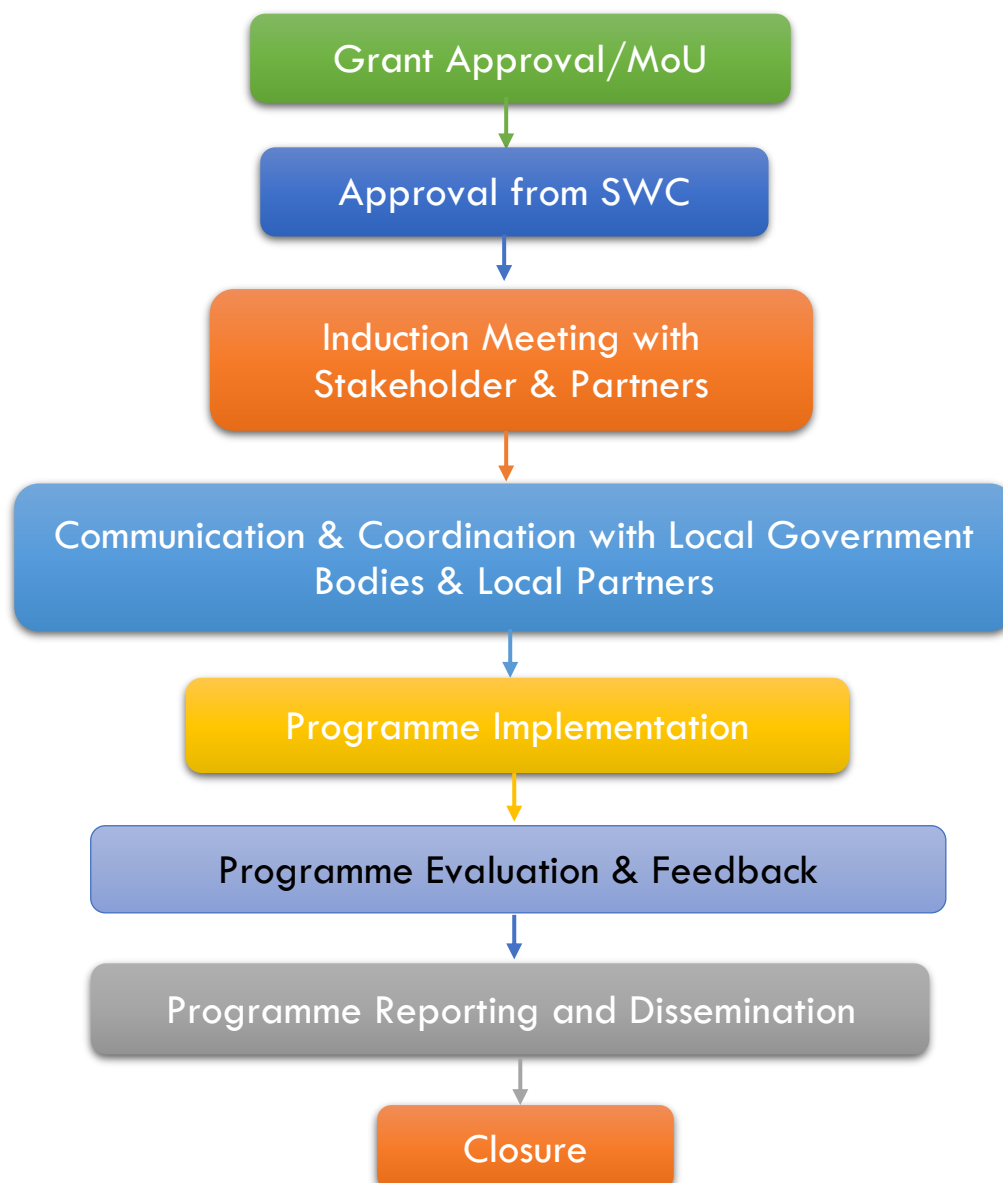 Grant Approval/MoU
Approval from SWC
Induction Meeting with
Stakeholder & Partners
Communication & Coordination with Local Government
Bodies & Local Partners
Programme Implementation
Programme Evaluation & Feedback
Programme Reporting and Dissemination
Closure